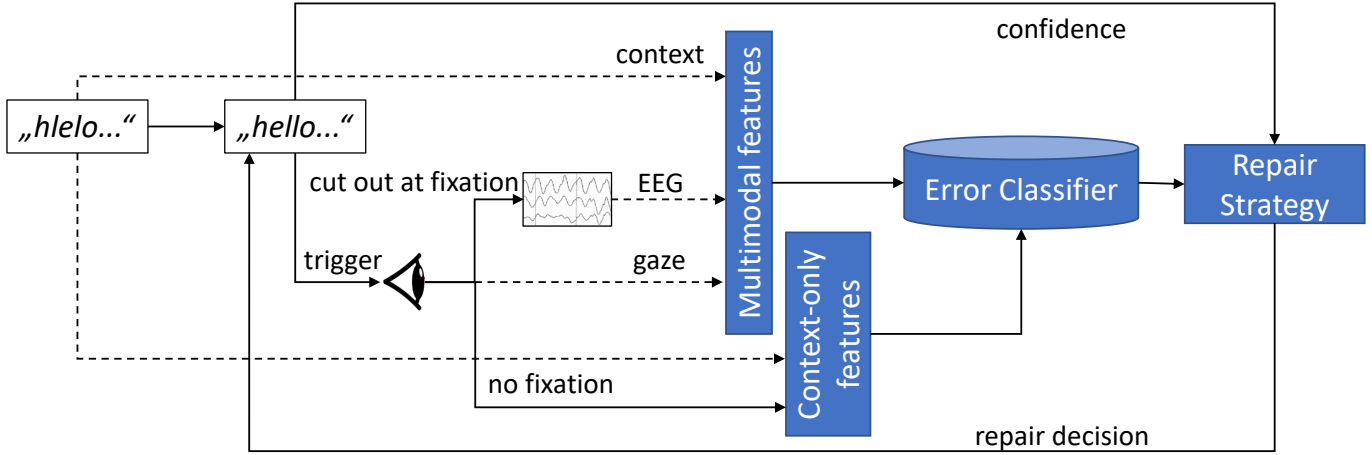 confidence
context
„hlelo...“
„hello...“
Multimodal features
cut out at fixation
EEG
Error Classifier
Repair
Strategy
trigger
gaze
Context-only
features
no fixation
repair decision